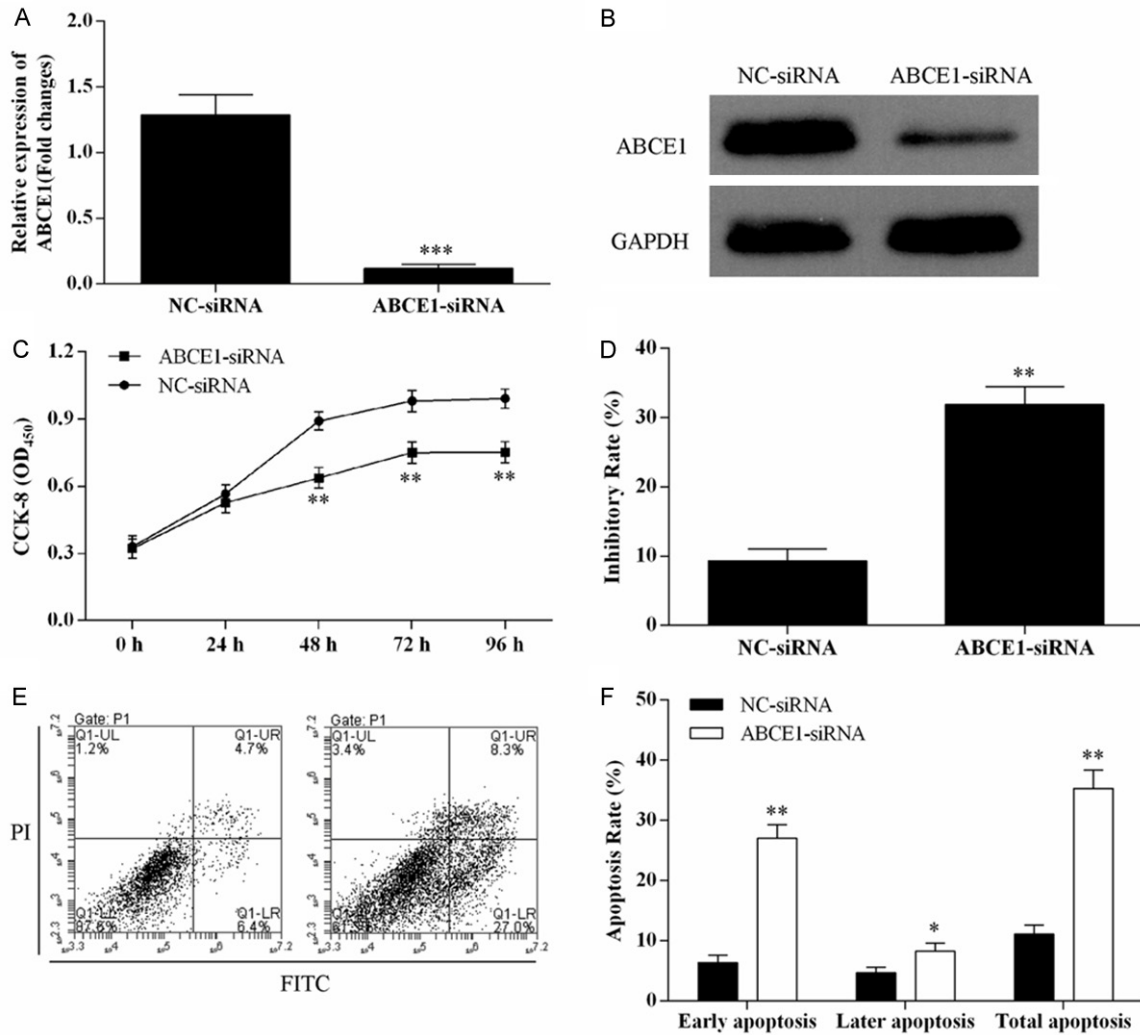 A
Relative expression of
ABCE1(Fold changes)
2.0
1.5
1.0
0.5
0.0
***
NC-siRNA ABCE1-siRNA
B
NC-siRNA ABCE1-siRNA
ABCE1
GAPDH
C
CCK-8 (OD450)
1.2
0.9
0.6
0.3
0.0
ABCE1-siRNA
NC-siRNA
** ** **
0 h 24 h 48 h 72 h 96 h
D
Inhibitory Rate (%)
40
30
20
10
0
**
NC-siRNA ABCE1-siRNA
E
PI
Gate: P1
Q1-UL Q1-UR
1.2% 4.7%
Q1-LR
6.4%
Gate: P1
Q1-UL Q1-UR
3.4% 8.3%
Q1-LR
27.0%
FITC
F
Apoptosis Rate (%)
50
40
30
20
10
0
NC-siRNA
ABCE1-siRNA
** * **
Early apoptosis Later apoptosis Total apoptosis